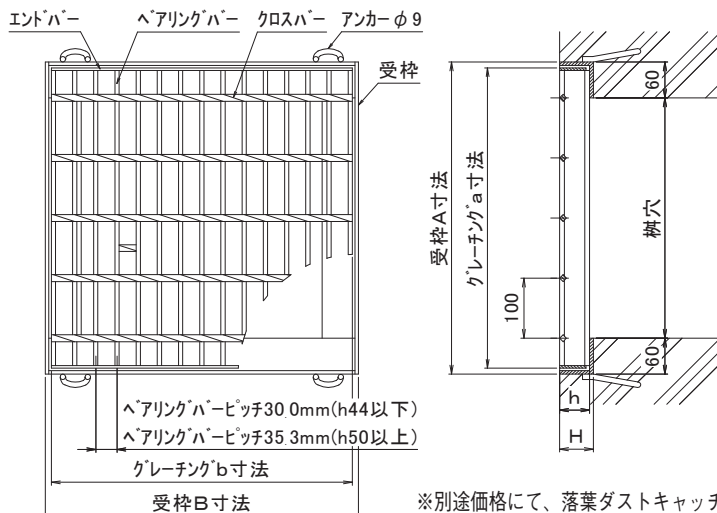 エンドバー
ベアリングバー
クロスバー
アンカーφ9
受枠
受枠A寸法
グレーチングa寸法
60
桝穴
100
60
h
H
ベアリングバーピッチ30.0mm(h44以下)
ベアリングバーピッチ35.3mm(h50以上)
グレーチングb寸法
受枠B寸法
※別途価格にて、落葉ダストキャッチ